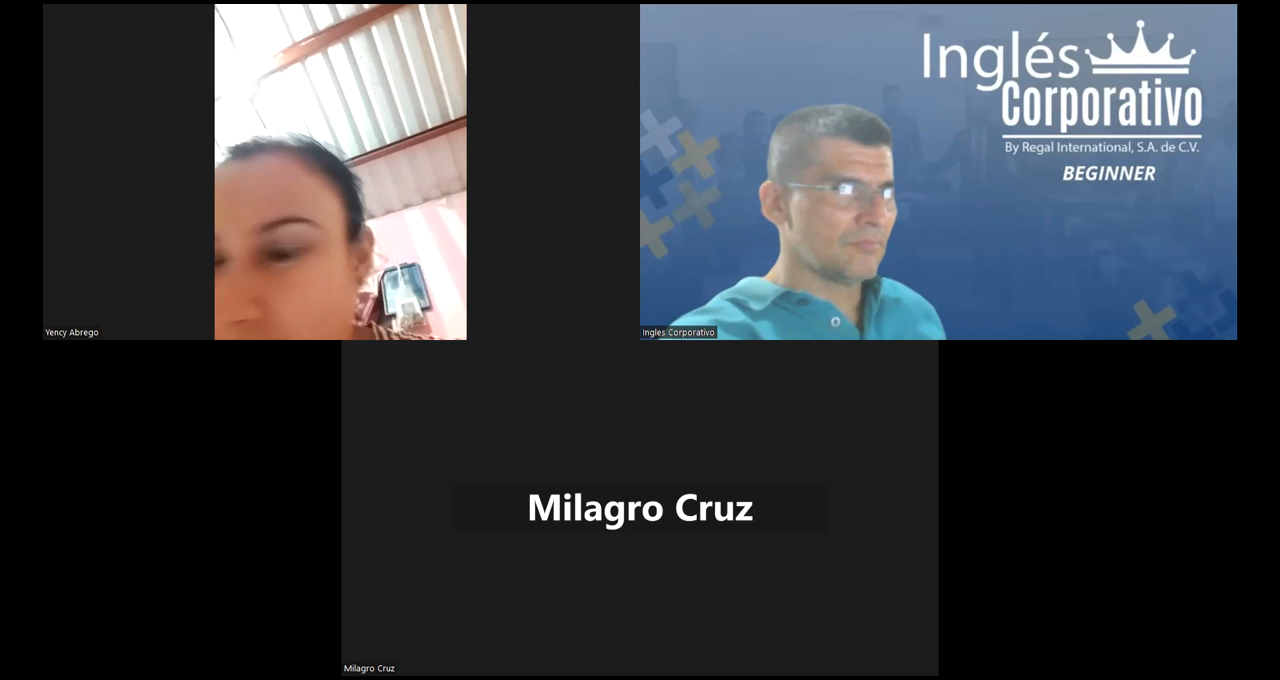 Inglés
Corporativo
By Regal International, S.A. de C.V.
BEGINNER
Yency Abrego
Ingles Corporativo
Milagro Cruz
Milagro Cruz